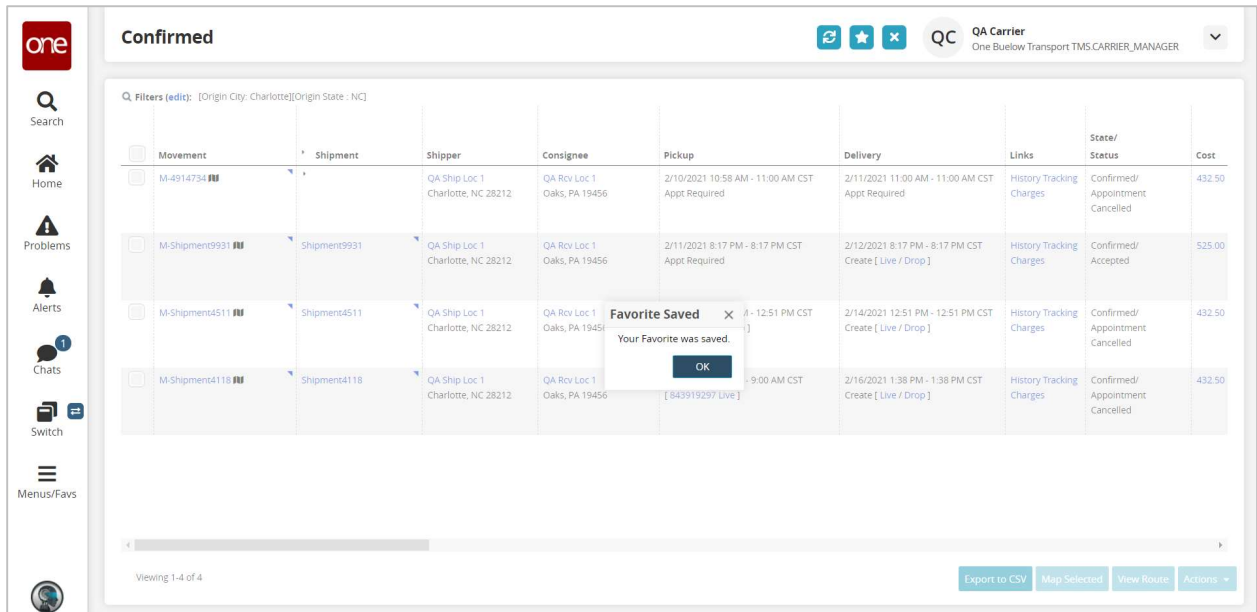 one
Confirmed
QC
QA Carrier
One Buelow Transport TMS.CARRIER_MANAGER
Search
Home
Problems
Alerts
1
Chats
Switch
Menus/Favs
Filters (edit): [Origin City: Charlotte][Origin State : NC]
Movement Shipment Shipper Consignee Pickup Delivery Links State/
Status Cost
M-4914734 QA Ship Loc 1 QA Rcv Loc 1 2/10/2021 10:58 AM - 11:00 AM CST 2/11/2021 11:00 AM - 11:00 AM CST History Tracking Confirmed/ 432.50
Charlotte, NC 28212 Oaks, PA 19456 Appt Required Appt Required Charges Appointment
Cancelled
M-Shipment9931 Shipment9931 QA Ship Loc 1 QA Rcv Loc 1 2/11/2021 8:17 PM - 8:17 PM CST 2/12/2021 8:17 PM - 8:17 PM CST History Tracking Confirmed/ 525.00
Charlotte, NC 28212 Oaks, PA 19456 Appt Required Create [ Live / Drop ] Charges Accepted
M-Shipment4511 Shipment4511 QA Ship Loc 1 QA Rcv Loc 1 - 12:51 PM CST 2/14/2021 12:51 PM - 12:51 PM CST History Tracking Confirmed/ 432.50
Charlotte, NC 28212 Oaks, PA ] Create [ Live / Drop ] Charges Appointment
Cancelled
Favorite Saved
Your Favorite was saved.
OK
M-Shipment4118 Shipment4118 QA Ship Loc 1 QA Rcv Loc 1 - 9:00 AM CST 2/16/2021 1:38 PM - 1:38 PM CST History Tracking Confirmed/ 432.50
Charlotte, NC 28212 Oaks, PA 19456 [ 843919297 Live ] Create [ Live / Drop ] Charges Appointment
Cancelled
Viewing 1-4 of 4
Export to CSV Map Selected View Route Actions